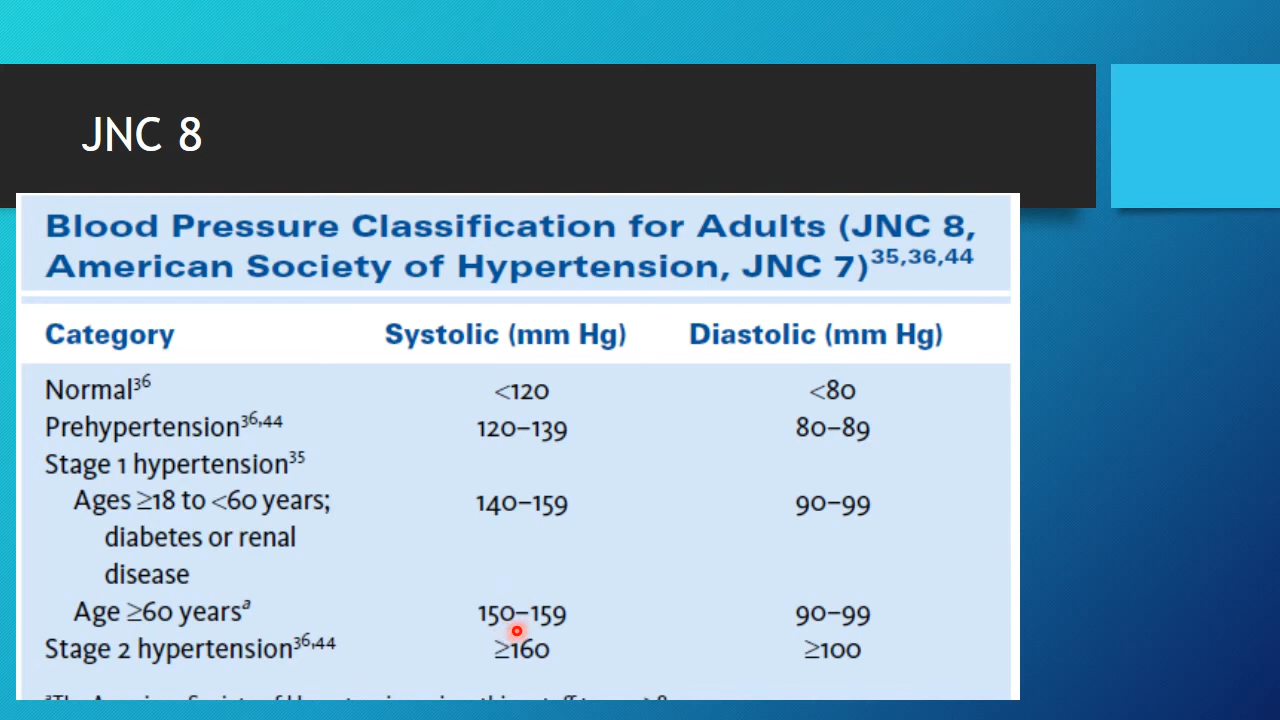 JNC 8
Blood Pressure Classification for Adults (JNC 8,
American Society of Hypertension, JNC 7)35,36,44
Category Systolic (mm Hg) Diastolic (mm Hg)
Normal36 <120 <80
Prehypertension36,44 120–139 80–89
Stage 1 hypertension35
Ages ≥18 to <60 years; 140–159 90–99
diabetes or renal
disease
Age ≥60 yearsa 150–159 90–99
Stage 2 hypertension36,44 ≥160 ≥100